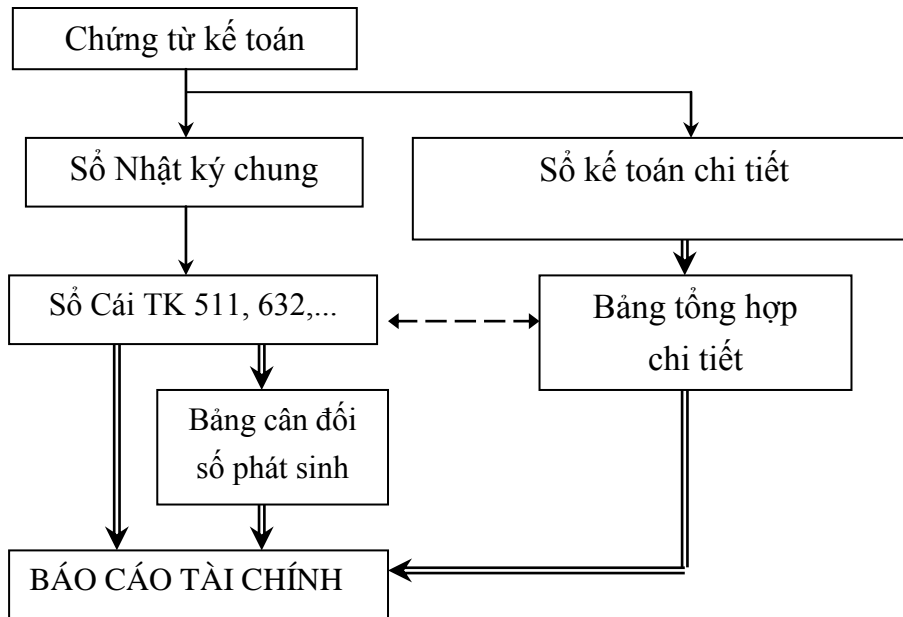 Chứng từ kế toán
Sổ Nhật ký chung
Sổ kế toán chi tiết
Sổ Cái TK 511, 632,...
Bảng tổng hợp
chi tiết
Bảng cân đối
số phát sinh
BÁO CÁO TÀI CHÍNH